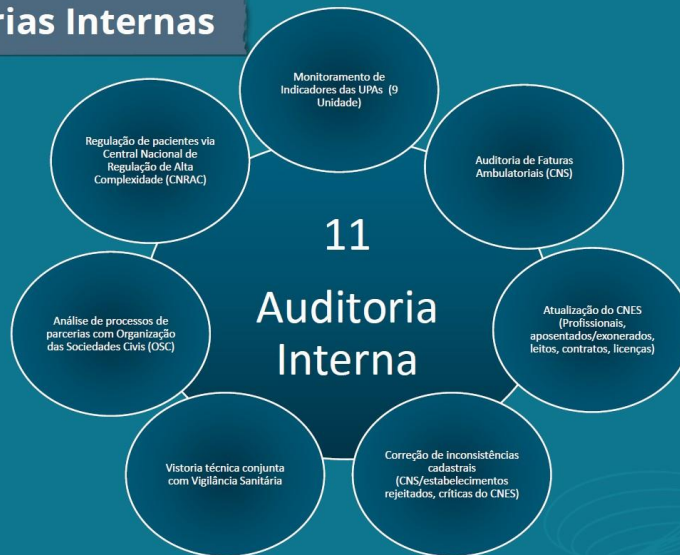 rias Internas
Monitoramento de
Indicadores das UPAs (9
Unidade)
Auditoria de Faturas
Ambulatoriais (CNS)
Atualização do CNES
(Profissionais,
aposentados/exonerados,
leitos, contratos, licenças)
Correção de inconsistências
cadastrais
(CNS/estabelecimentos
rejeitados, críticas do CNES)
Vistoria técnica conjunta
com Vigilância Sanitária
Análise de processos de
parcerias com Organização
das Sociedades Civis (OSC)
Regulação de pacientes via
Central Nacional de
Regulação de Alta
Complexidade (CNRAC)
11
Auditoria
Interna